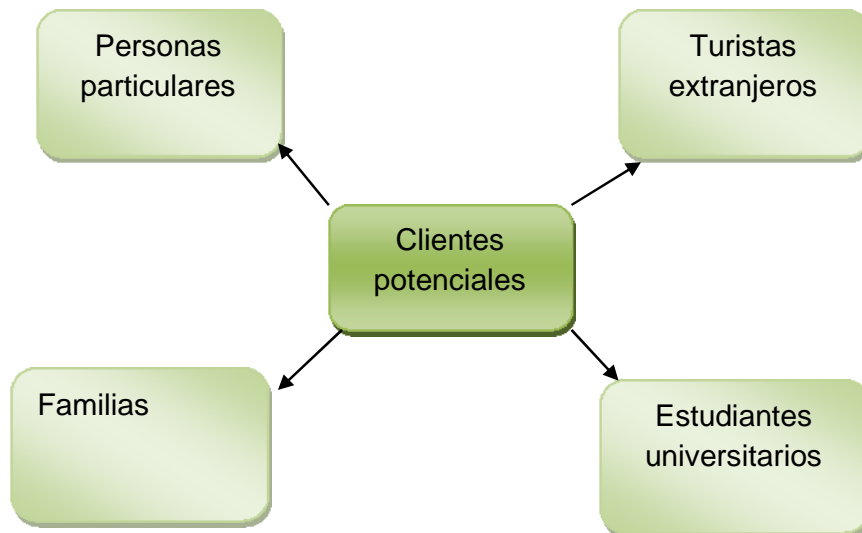 Personas
particulares
Turistas
extranjeros
Clientes
potenciales
Familias
Estudiantes
universitarios